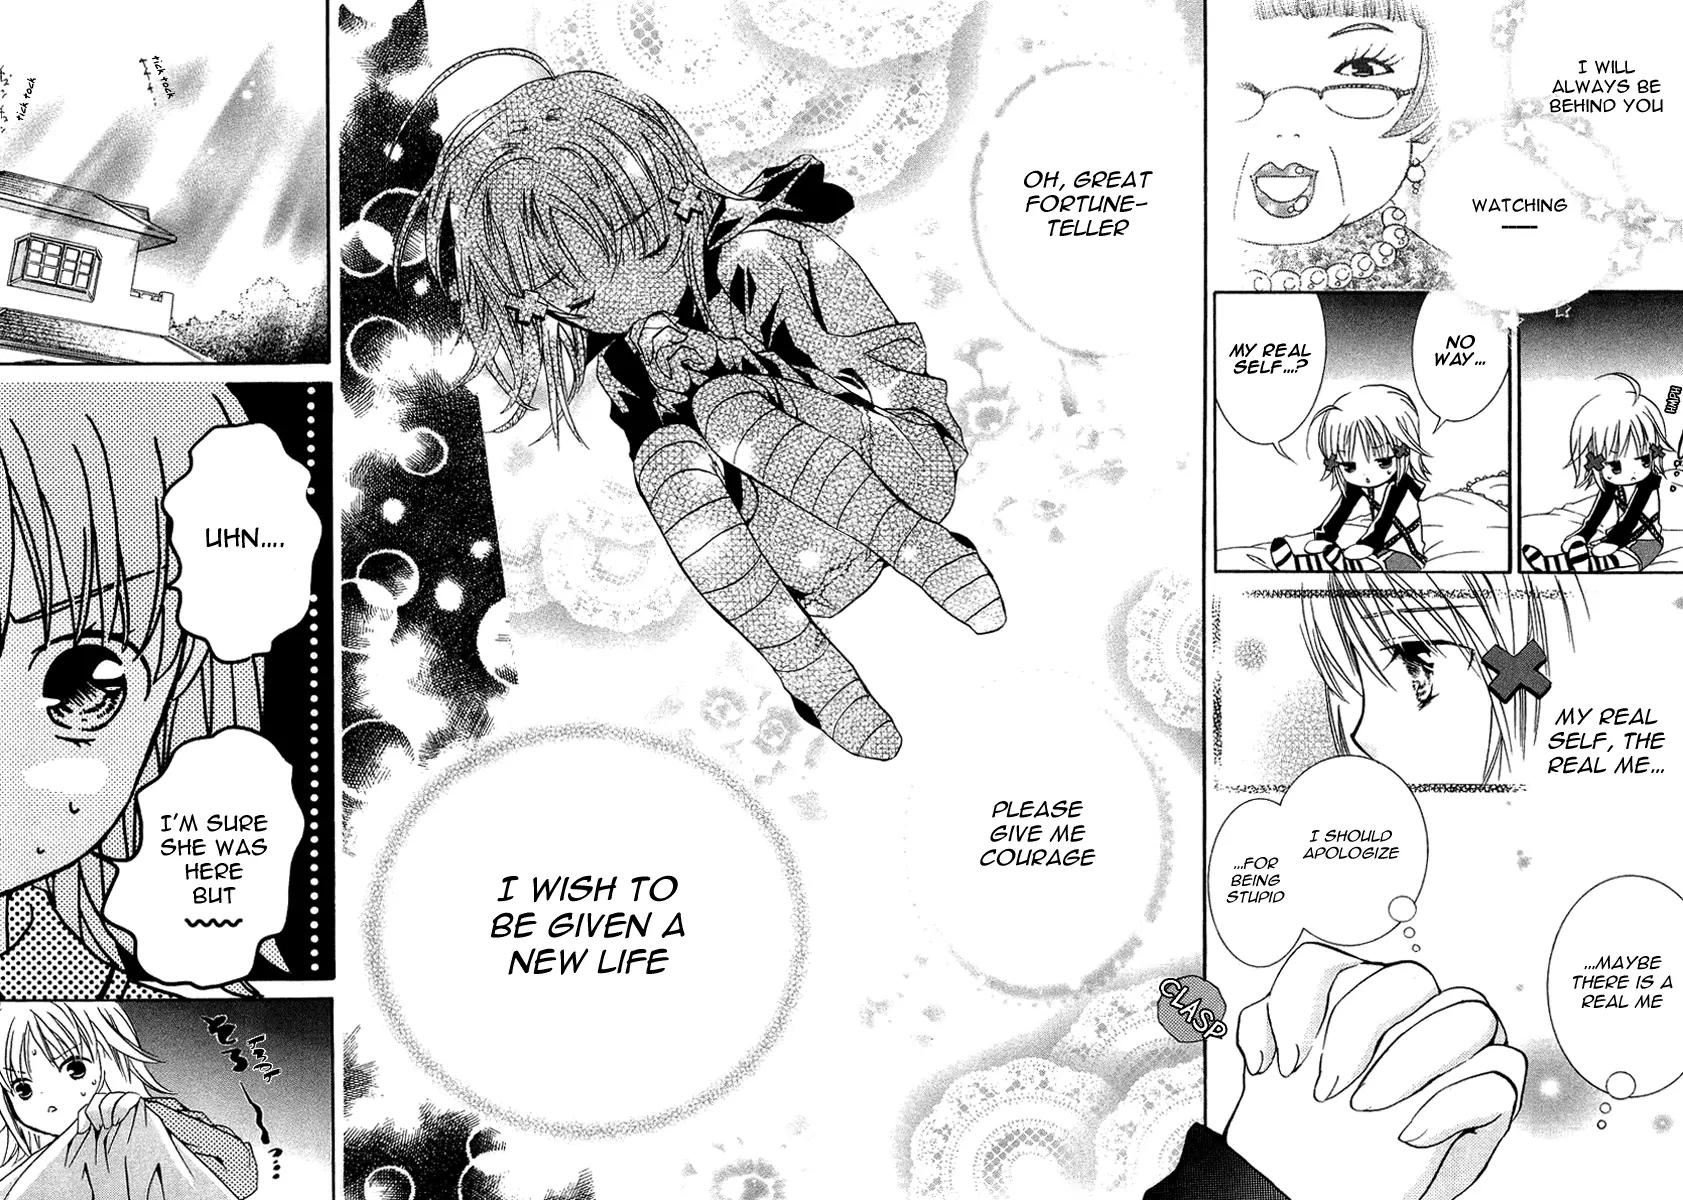 I WILL
ALWAYS BE
BEHIND YOU
WATCHING
NO
WAY...
MY REAL
SELF...?
HMPH
MY REAL
SELF, THE
REAL ME...
I SHOULD
APOLOGIZE
...FOR
BEING
STUPID
...MAYBE
THERE IS A
REAL ME
CLASP
OH, GREAT
FORTUNE-
TELLER
PLEASE
GIVE ME
COURAGE
I WISH TO
BE GIVEN A
NEW LIFE
tick tock
tick tock
UHN....
I'M SURE
SHE WAS
HERE
BUT